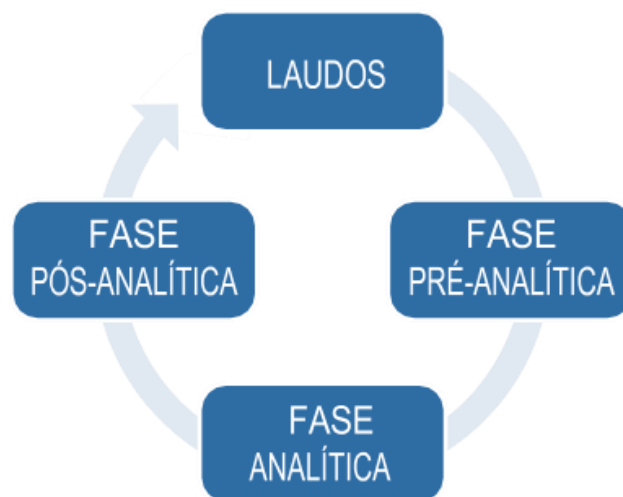 LAUDOS
FASE
PÓS-ANALÍTICA
FASE
PRÉ-ANALÍTICA
FASE
ANALÍTICA